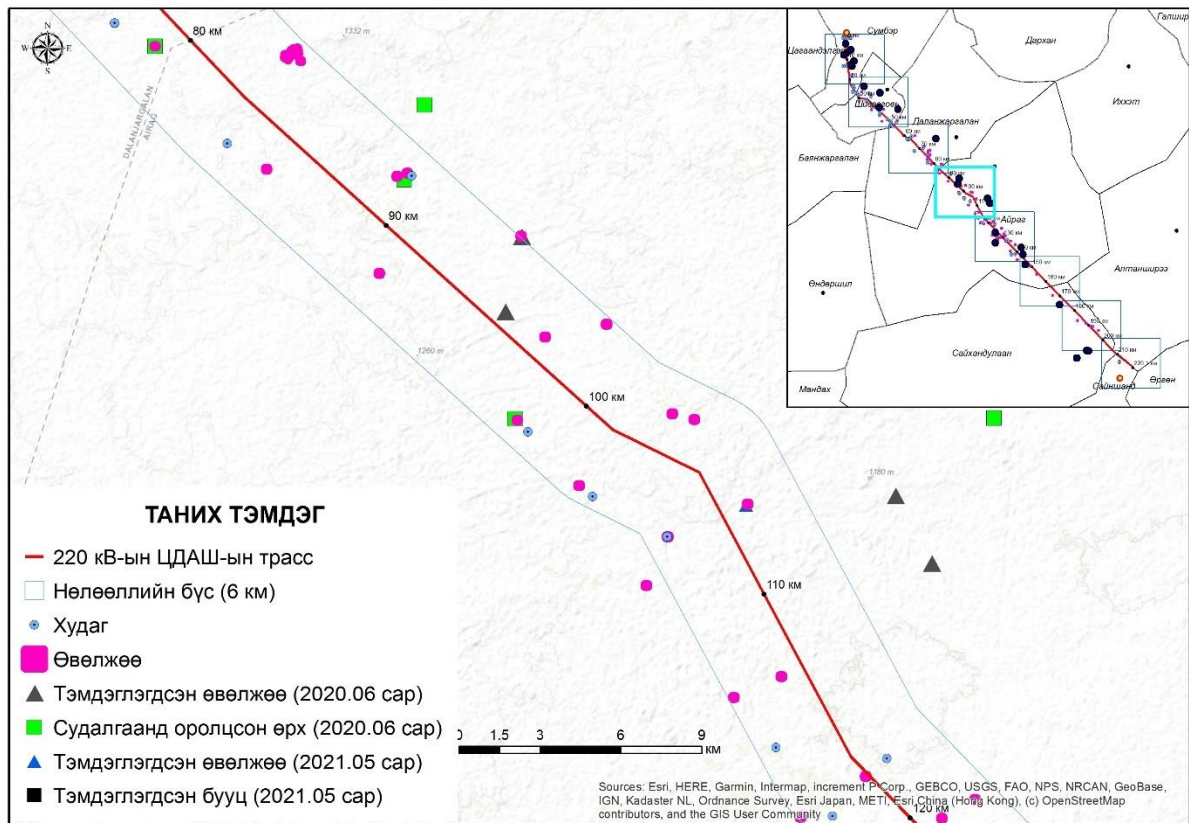 N
W E
S
80 км
1332 m
DALANJARGALAN
AIRAG
90 км
1260 m
100 км
1180 m
110 км
120 км
Сүмбэр
Цагаандэлгэр
Дархан
Галшир
Иххэт
Шивээговь
Даланжаргалан
Баянжаргалан
Айраг
Алтанширээ
Өндөршил
Сайхандулаан
Мандах
Сайншанд
Өргөн
ТАНИХ ТЭМДЭГ
220 кВ-ын ЦДАШ-ын трасс
Нөлөөллийн бүс (6 км)
Худаг
Өвөлжөө
Тэмдэглэгдсэн өвөлжөө (2020.06 сар)
Судалгаанд оролцсон өрх (2020.06 сар)
Тэмдэглэгдсэн өвөлжөө (2021.05 сар)
Тэмдэглэгдсэн бууц (2021.05 сар)
0 1.5 3 6 9
км
Sources: Esri, HERE, Garmin, Intermap, increment P Corp., GEBCO, USGS, FAO, NPS, NRCAN, GeoBase,
IGN, Kadaster NL, Ordnance Survey, Esri Japan, METI, Esri China (Hong Kong), (c) OpenStreetMap
contributors, and the GIS User Community